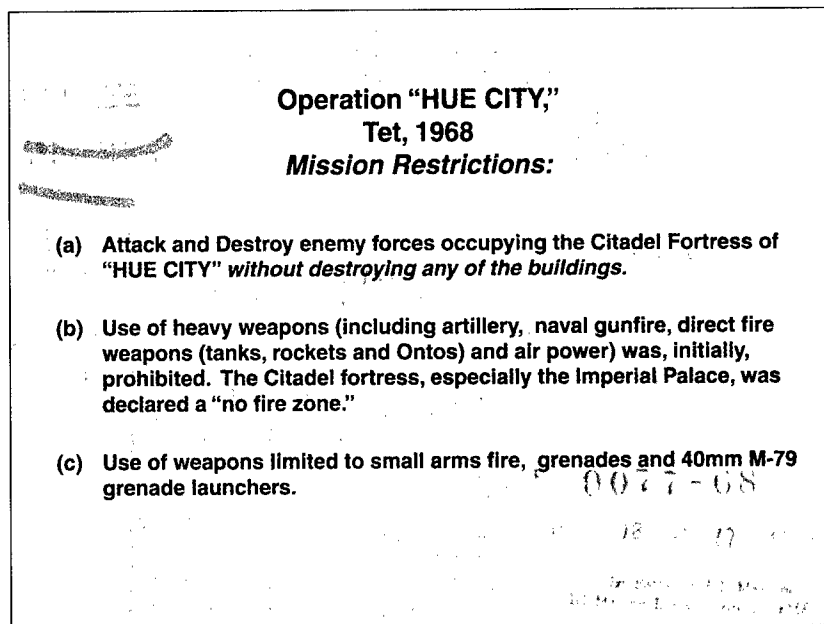 Operation “HUE CITY,”
Tet, 1968
Mission Restrictions:
(a) Attack and Destroy enemy forces occupying the Citadel Fortress of
“HUE CITY” without destroying any of the buildings.
(b) Use of heavy weapons (including artillery, naval gunfire, direct fire
weapons (tanks, rockets and Ontos) and air power) was, initially,
prohibited. The Citadel fortress, especially the Imperial Palace, was
declared a “no fire zone.”
(c) Use of weapons limited to small arms fire, grenades and 40mm M-79
grenade launchers.
0077-68
18 17